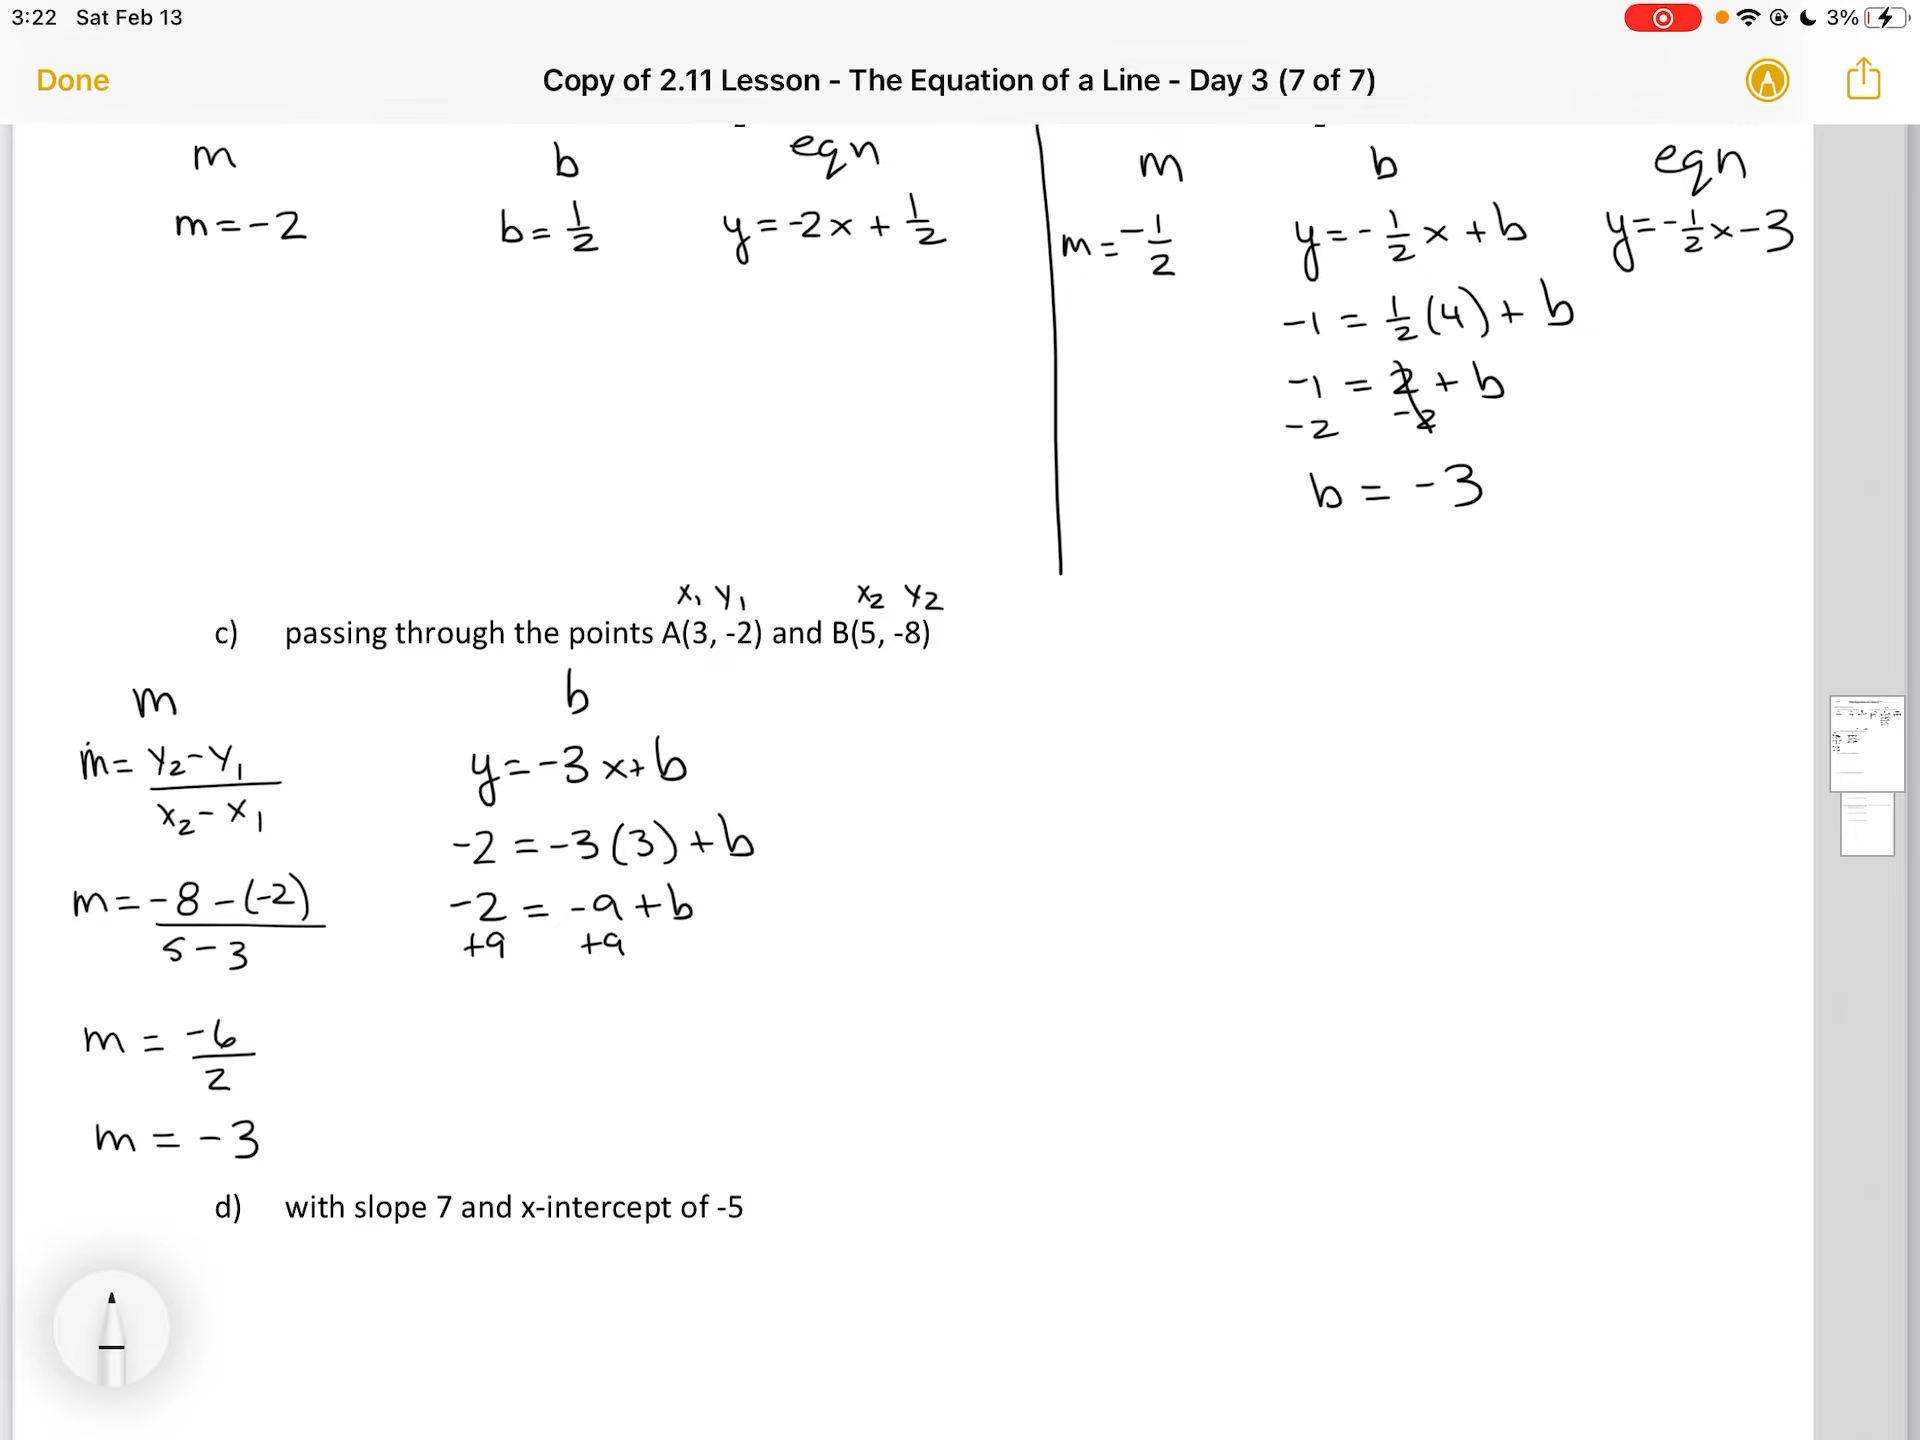 3:22 Sat Feb 13
3%
Done
Copy of 2.11 Lesson - The Equation of a Line - Day 3 (7 of 7)
m b eqn
m = -2 b = 1/2 y = -2x + 1/2
m b eqn
m = -1/2 y = -1/2 x + b y = -1/2 x - 3
-1 = 1/2 (4) + b
-1 = 2 + b
-2 -2
b = -3
x₁ y₁ x₂ y₂
c) passing through the points A(3, -2) and B(5, -8)
m b
m = y₂ - y₁ / x₂ - x₁
m = -8 - (-2) / 5 - 3
m = -6 / 2
m = -3
y = -3x + b
-2 = -3(3) + b
-2 = -9 + b
+9 +9
d) with slope 7 and x-intercept of -5